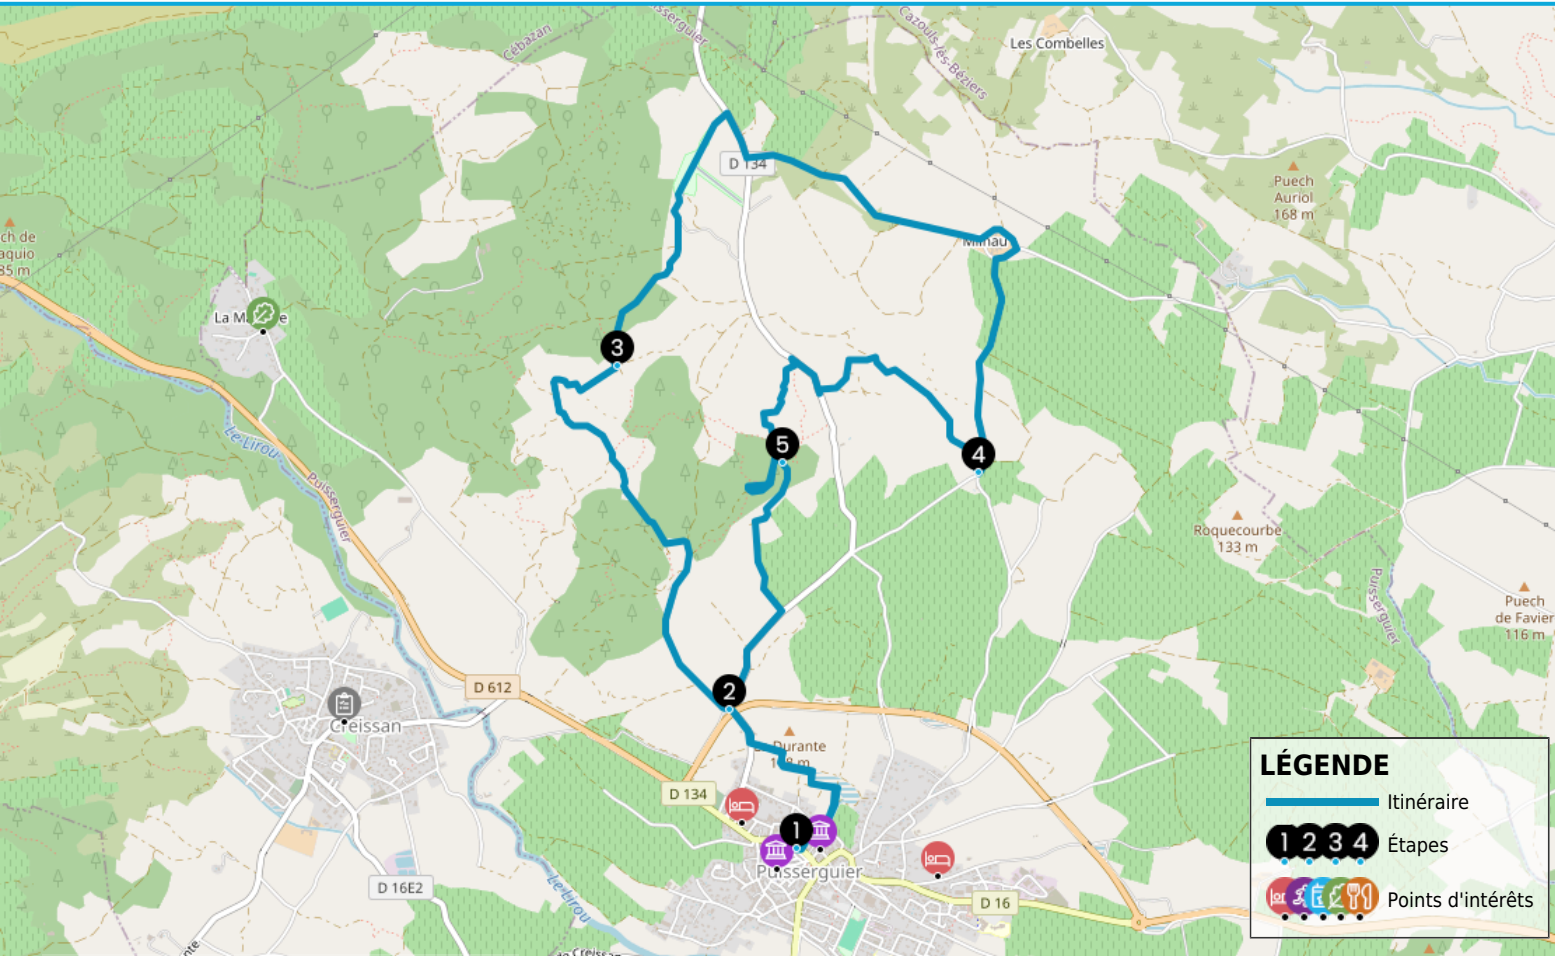 Cébazan
isserguier
Cazouls-lès-Béziers
Les Combelles
D 134
Puech
Auriol
168 m
ch de
aquio
85 m
La M
e
3
5
4
Le Lirou
Puisserguier
Roquecourbe
133 m
Puisserguier
Puech
de Favier
116 m
D 612
2
Creissan
Durante
D 134
1
Puisserguier
D 16E2
Le Lirou
D 16
LÉGENDE
Itinéraire
1 2 3 4
Étapes
Points d'intérêts